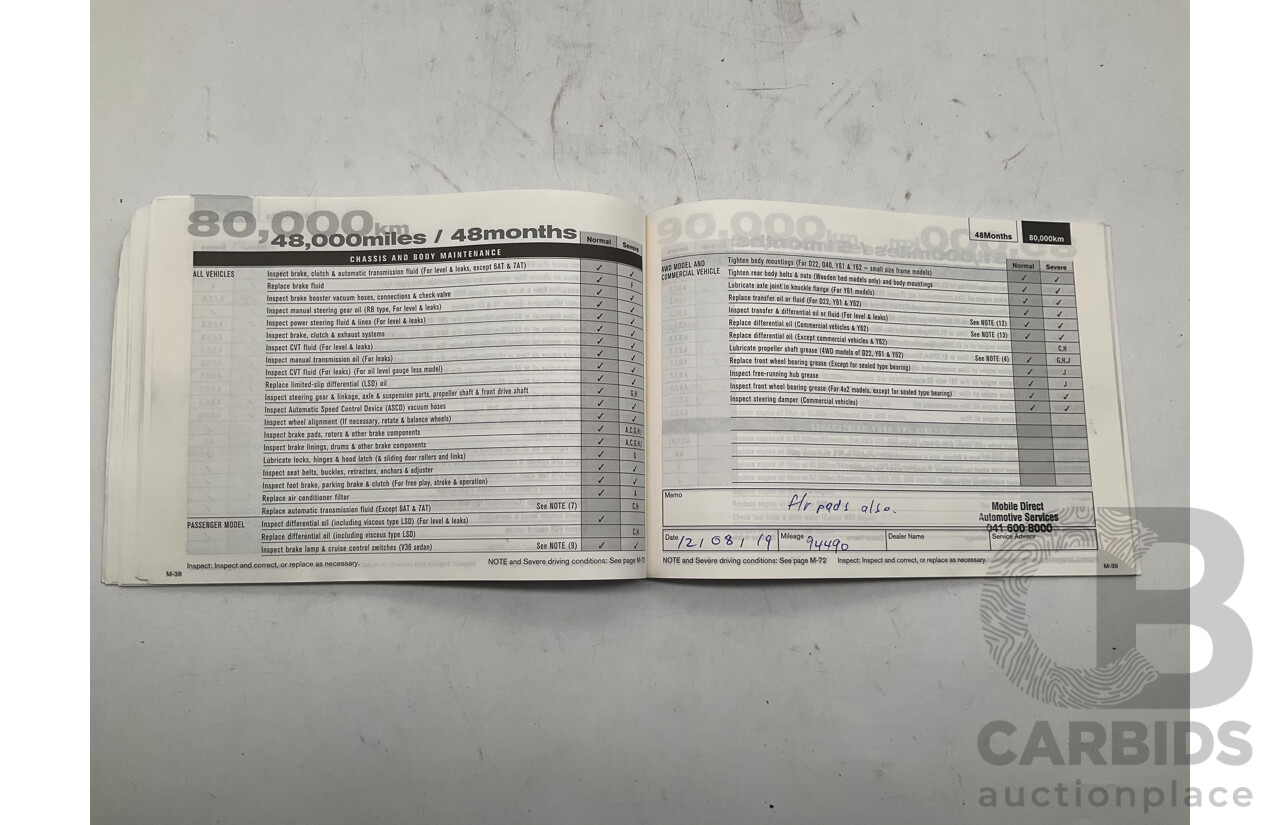 80,000km
48,000miles / 48months
Normal Severe
CHASSIS AND BODY MAINTENANCE
ALL VEHICLES
Inspect brake, clutch & automatic transmission fluid (For level & leaks, except 6AT & 7AT) ✓ ✓
Replace brake fluid ✓ F
Inspect brake booster vacuum hoses, connections & check valve ✓ ✓
Inspect manual steering gear oil (RB type, For level & leaks) ✓ ✓
Inspect power steering fluid & lines (For level & leaks) ✓ ✓
Inspect brake, clutch & exhaust systems ✓ ✓
Inspect CVT fluid (For level & leaks) ✓ ✓
Inspect manual transmission oil (For leaks) ✓ ✓
Inspect CVT fluid (For leaks) (For oil level gauge less model) ✓ ✓
Replace limited-slip differential (LSD) oil ✓ ✓
Inspect steering gear & linkage, axle & suspension parts, propeller shaft & front drive shaft ✓ G,H
Inspect Automatic Speed Control Device (ASCD) vacuum hoses ✓ ✓
Inspect wheel alignment (If necessary, rotate & balance wheels) ✓ ✓
Inspect brake pads, rotors & other brake components ✓ A,C,G,H,I
Inspect brake linings, drums & other brake components ✓ A,C,G,H,I
Lubricate locks, hinges & hood latch (& sliding door rollers and links) ✓ G
Inspect seat belts, buckles, retractors, anchors & adjuster ✓ ✓
Inspect foot brake, parking brake & clutch (For free play, stroke & operation) ✓ ✓
Replace air conditioner filter ✓ A
Replace automatic transmission fluid (Except 6AT & 7AT) See NOTE (7) C,H
PASSENGER MODEL
Inspect differential oil (including viscous type LSD) (For level & leaks) ✓
Replace differential oil (including viscous type LSD) C,H
Inspect brake lamp & cruise control switches (V36 sedan) See NOTE (9) ✓ ✓
Inspect: Inspect and correct, or replace as necessary. NOTE and Severe driving conditions: See page M-7
M-38
48Months 80,000km
Normal Severe
4WD MODEL AND
COMMERCIAL VEHICLE
Tighten body mountings (For D22, D40, Y61 & Y62 – small size frame models) ✓ ✓
Tighten rear body bolts & nuts (Wooden bed models only) and body mountings ✓ ✓
Lubricate axle joint in knuckle flange (For Y61 models) ✓ ✓
Replace transfer oil or fluid (For D22, Y61 & Y62) ✓ ✓
Inspect transfer & differential oil or fluid (For level & leaks) ✓ ✓
Replace differential oil (Commercial vehicles & Y62) See NOTE (12) ✓ ✓
Replace differential oil (Except commercial vehicles & Y62) See NOTE (13) C,H
Lubricate propeller shaft grease (4WD models of D22, Y61 & Y62) ✓ G,H,J
Replace front wheel bearing grease (Except for sealed type bearing) See NOTE (4) ✓ J
Inspect free-running hub grease ✓ J
Inspect front wheel bearing grease (For 4x2 models, except for sealed type bearing) ✓ ✓
Inspect steering damper (Commercial vehicles) ✓ ✓
Memo
f/r pads also.
Mobile Direct
Automotive Services
041 600 8000
Date 12/08/19 Mileage 94490 Dealer Name Service Advisor
NOTE and Severe driving conditions: See page M-72 Inspect: Inspect and correct, or replace as necessary.
M-39
CARBIDS
auctionplace